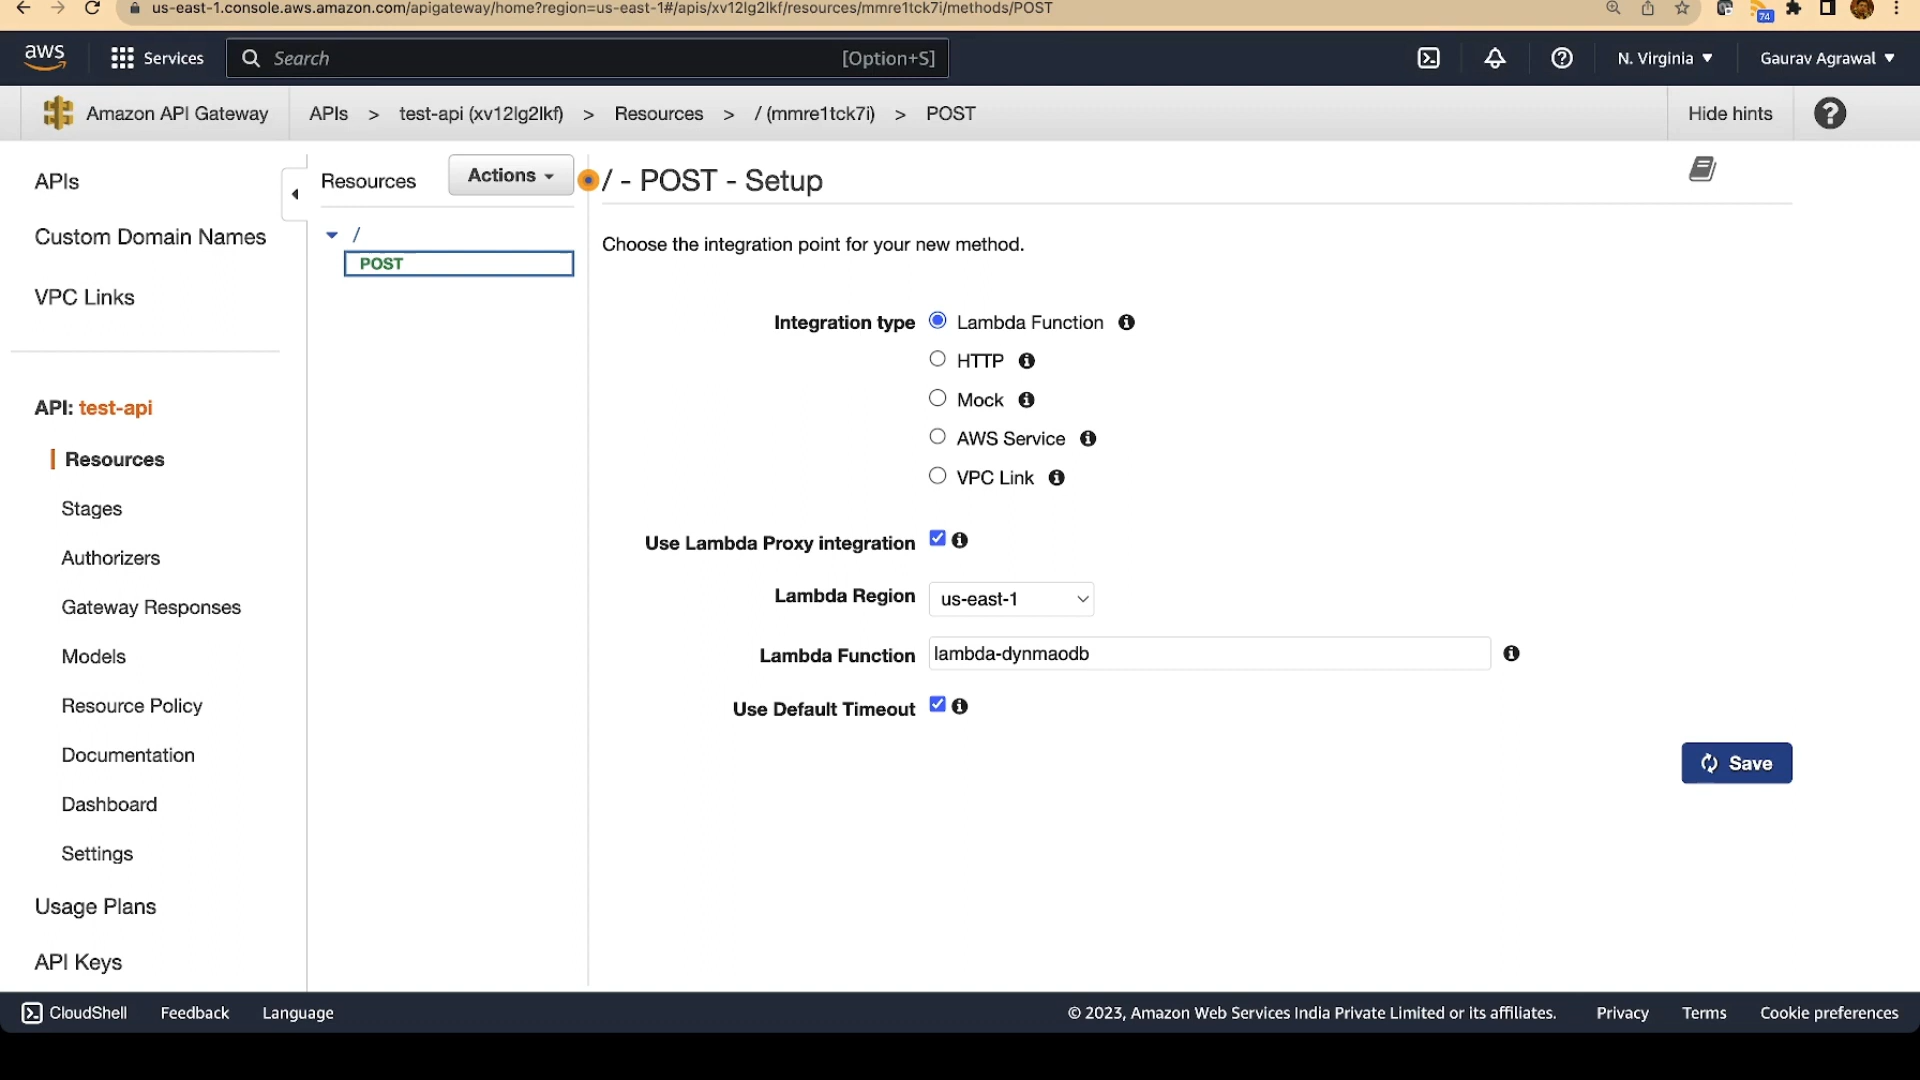 us-east-1.console.aws.amazon.com/apigateway/home?region=us-east-1#/apis/xv12lg2lkf/resources/mmre1tck7i/methods/POST
74
aws
Services
Search
[Option+S]
N. Virginia
Gaurav Agrawal
Amazon API Gateway
APIs > test-api (xv12lg2lkf) > Resources > / (mmre1tck7i) > POST
Hide hints
APIs
Custom Domain Names
VPC Links
API: test-api
Resources
Stages
Authorizers
Gateway Responses
Models
Resource Policy
Documentation
Dashboard
Settings
Usage Plans
API Keys
Resources
Actions
/
POST
/ - POST - Setup
Choose the integration point for your new method.
Integration type
Lambda Function
HTTP
Mock
AWS Service
VPC Link
Use Lambda Proxy integration
Lambda Region us-east-1
Lambda Function lambda-dynmaodb
Use Default Timeout
Save
CloudShell
Feedback
Language
© 2023, Amazon Web Services India Private Limited or its affiliates.
Privacy
Terms
Cookie preferences